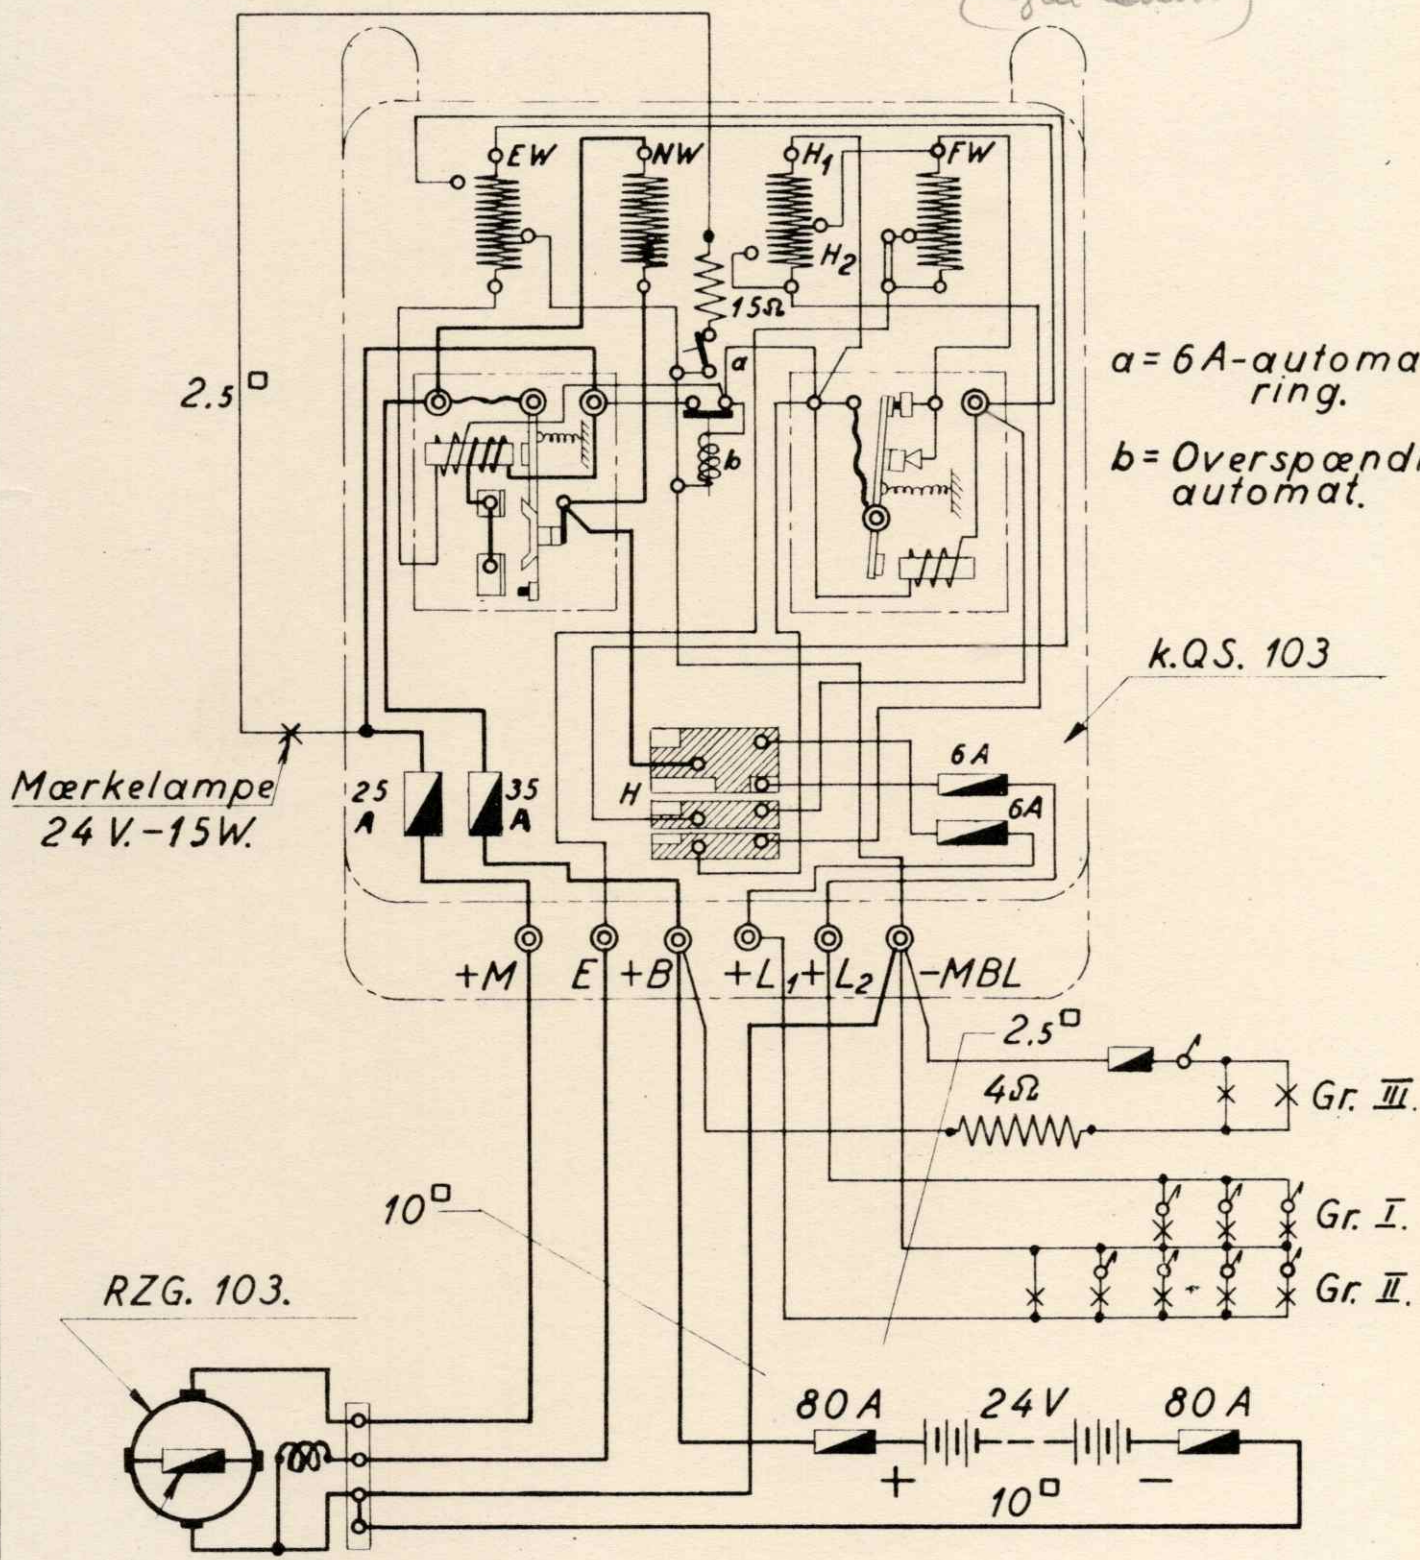 EW
NW
H1
FW
H2
15Ω
a
b
2.5□
a = 6A-automa
ring.
b = Overspænd
automat.
k.QS. 103
Mærkelampe
24 V.-15W.
25
A
35
A
H
6A
6A
+M
E
+B
+L1
+L2
-MBL
2.5□
4Ω
Gr. III.
10□
Gr. I.
Gr. II.
RZG. 103.
80A
24V
80A
+
−
10□